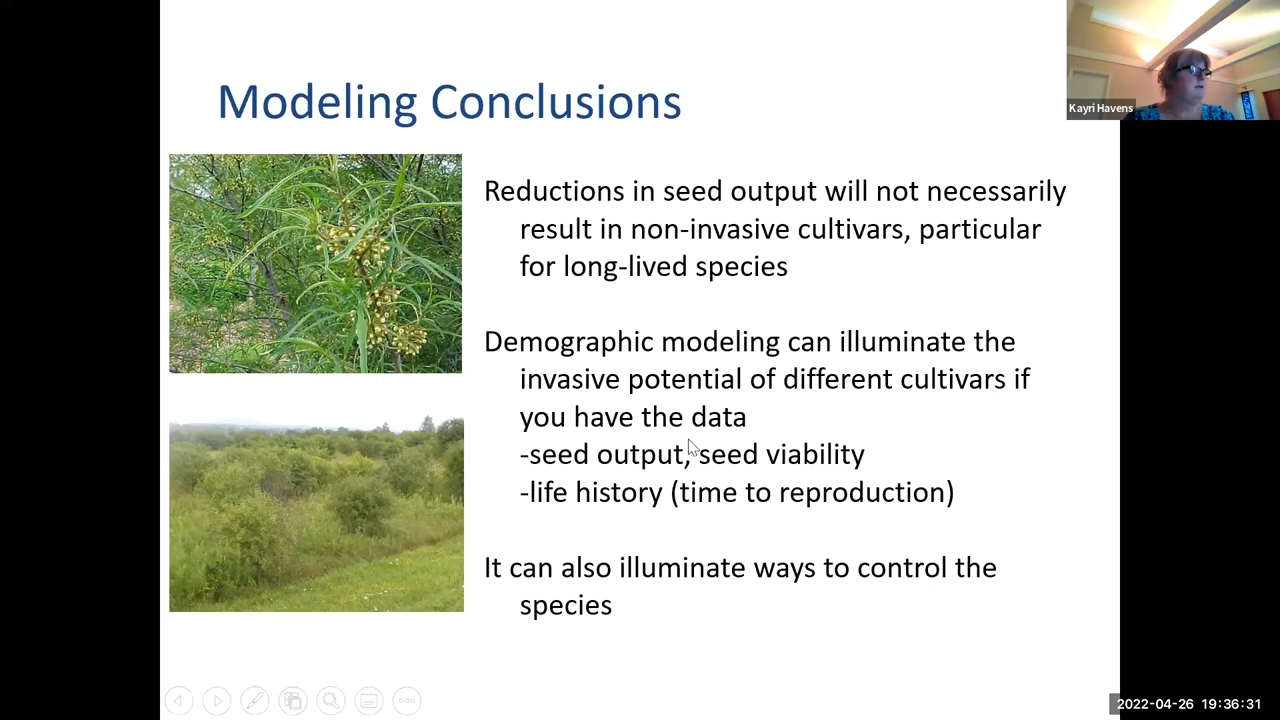 Modeling Conclusions
Kayri Havens
Reductions in seed output will not necessarily
result in non-invasive cultivars, particular
for long-lived species
Demographic modeling can illuminate the
invasive potential of different cultivars if
you have the data
-seed output, seed viability
-life history (time to reproduction)
It can also illuminate ways to control the
species
2022-04-26 19:36:31